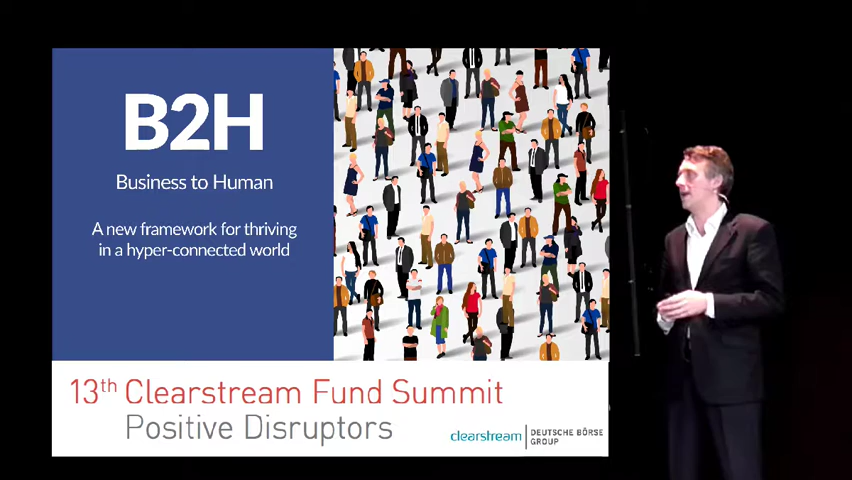 B2H
Business to Human
A new framework for thriving
in a hyper-connected world
13th Clearstream Fund Summit
Positive Disruptors
clearstream
DEUTSCHE BÖRSE
GROUP